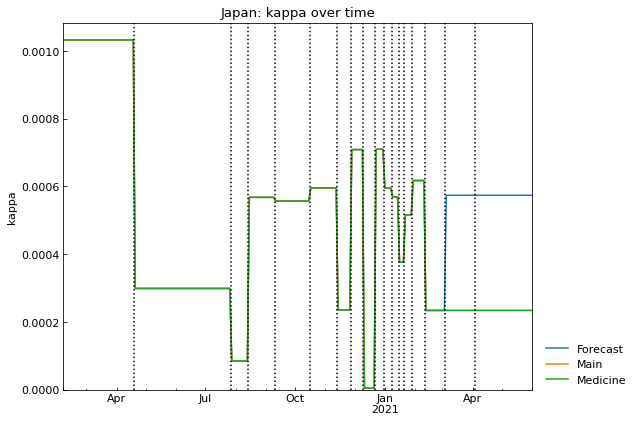 Japan: kappa over time
kappa
0.0010
0.0008
0.0006
0.0004
0.0002
0.0000
Apr
Jul
Oct
Jan
2021
Apr
Forecast
Main
Medicine